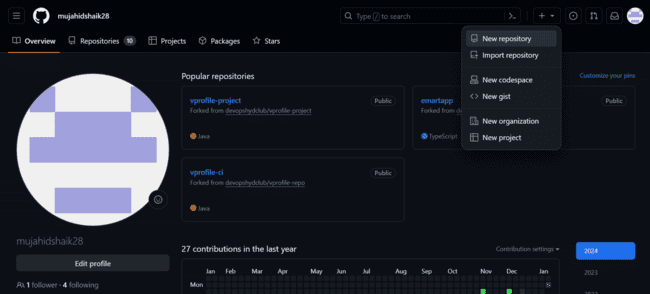 mujahidshaik28
Type / to search
Overview
Repositories 10
Projects
Packages
Stars
New repository
Import repository
New codespace
New gist
New organization
New project
Popular repositories
Customize your pins
vprofile-project
Public
Forked from devopshydclub/vprofile-project
Java
emartapp
Public
Forked from
TypeScript
vprofile-ci
Public
Forked from devopshydclub/vprofile-repo
Java
mujahidshaik28
Edit profile
1 follower · 4 following
27 contributions in the last year
Contribution settings
2024
2023
Jan Feb Mar Apr May Jun Jul Aug Sep Oct Nov Dec Jan
Mon